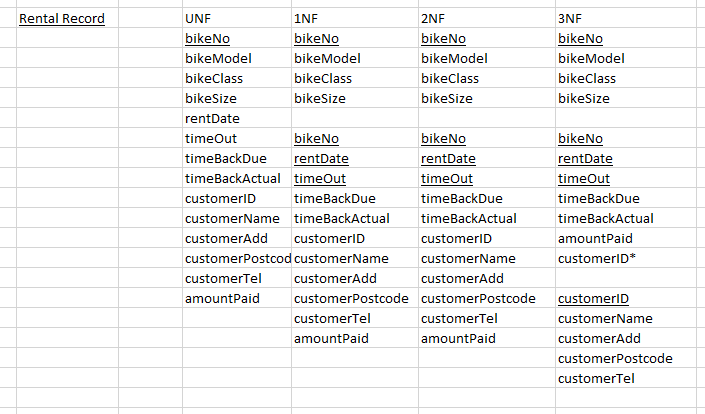 Rental Record UNF 1NF 2NF 3NF
bikeNo bikeNo bikeNo bikeNo
bikeModel bikeModel bikeModel bikeModel
bikeClass bikeClass bikeClass bikeClass
bikeSize bikeSize bikeSize bikeSize
rentDate
timeOut bikeNo bikeNo bikeNo
timeBackDue rentDate rentDate rentDate
timeBackActual timeOut timeOut timeOut
customerID timeBackDue timeBackDue timeBackDue
customerName timeBackActual timeBackActual timeBackActual
customerAdd customerID customerID amountPaid
customerPostcod customerName customerName customerID*
customerTel customerAdd customerAdd
amountPaid customerPostcode customerPostcode customerID
customerTel customerTel customerName
amountPaid amountPaid customerAdd
customerPostcode
customerTel